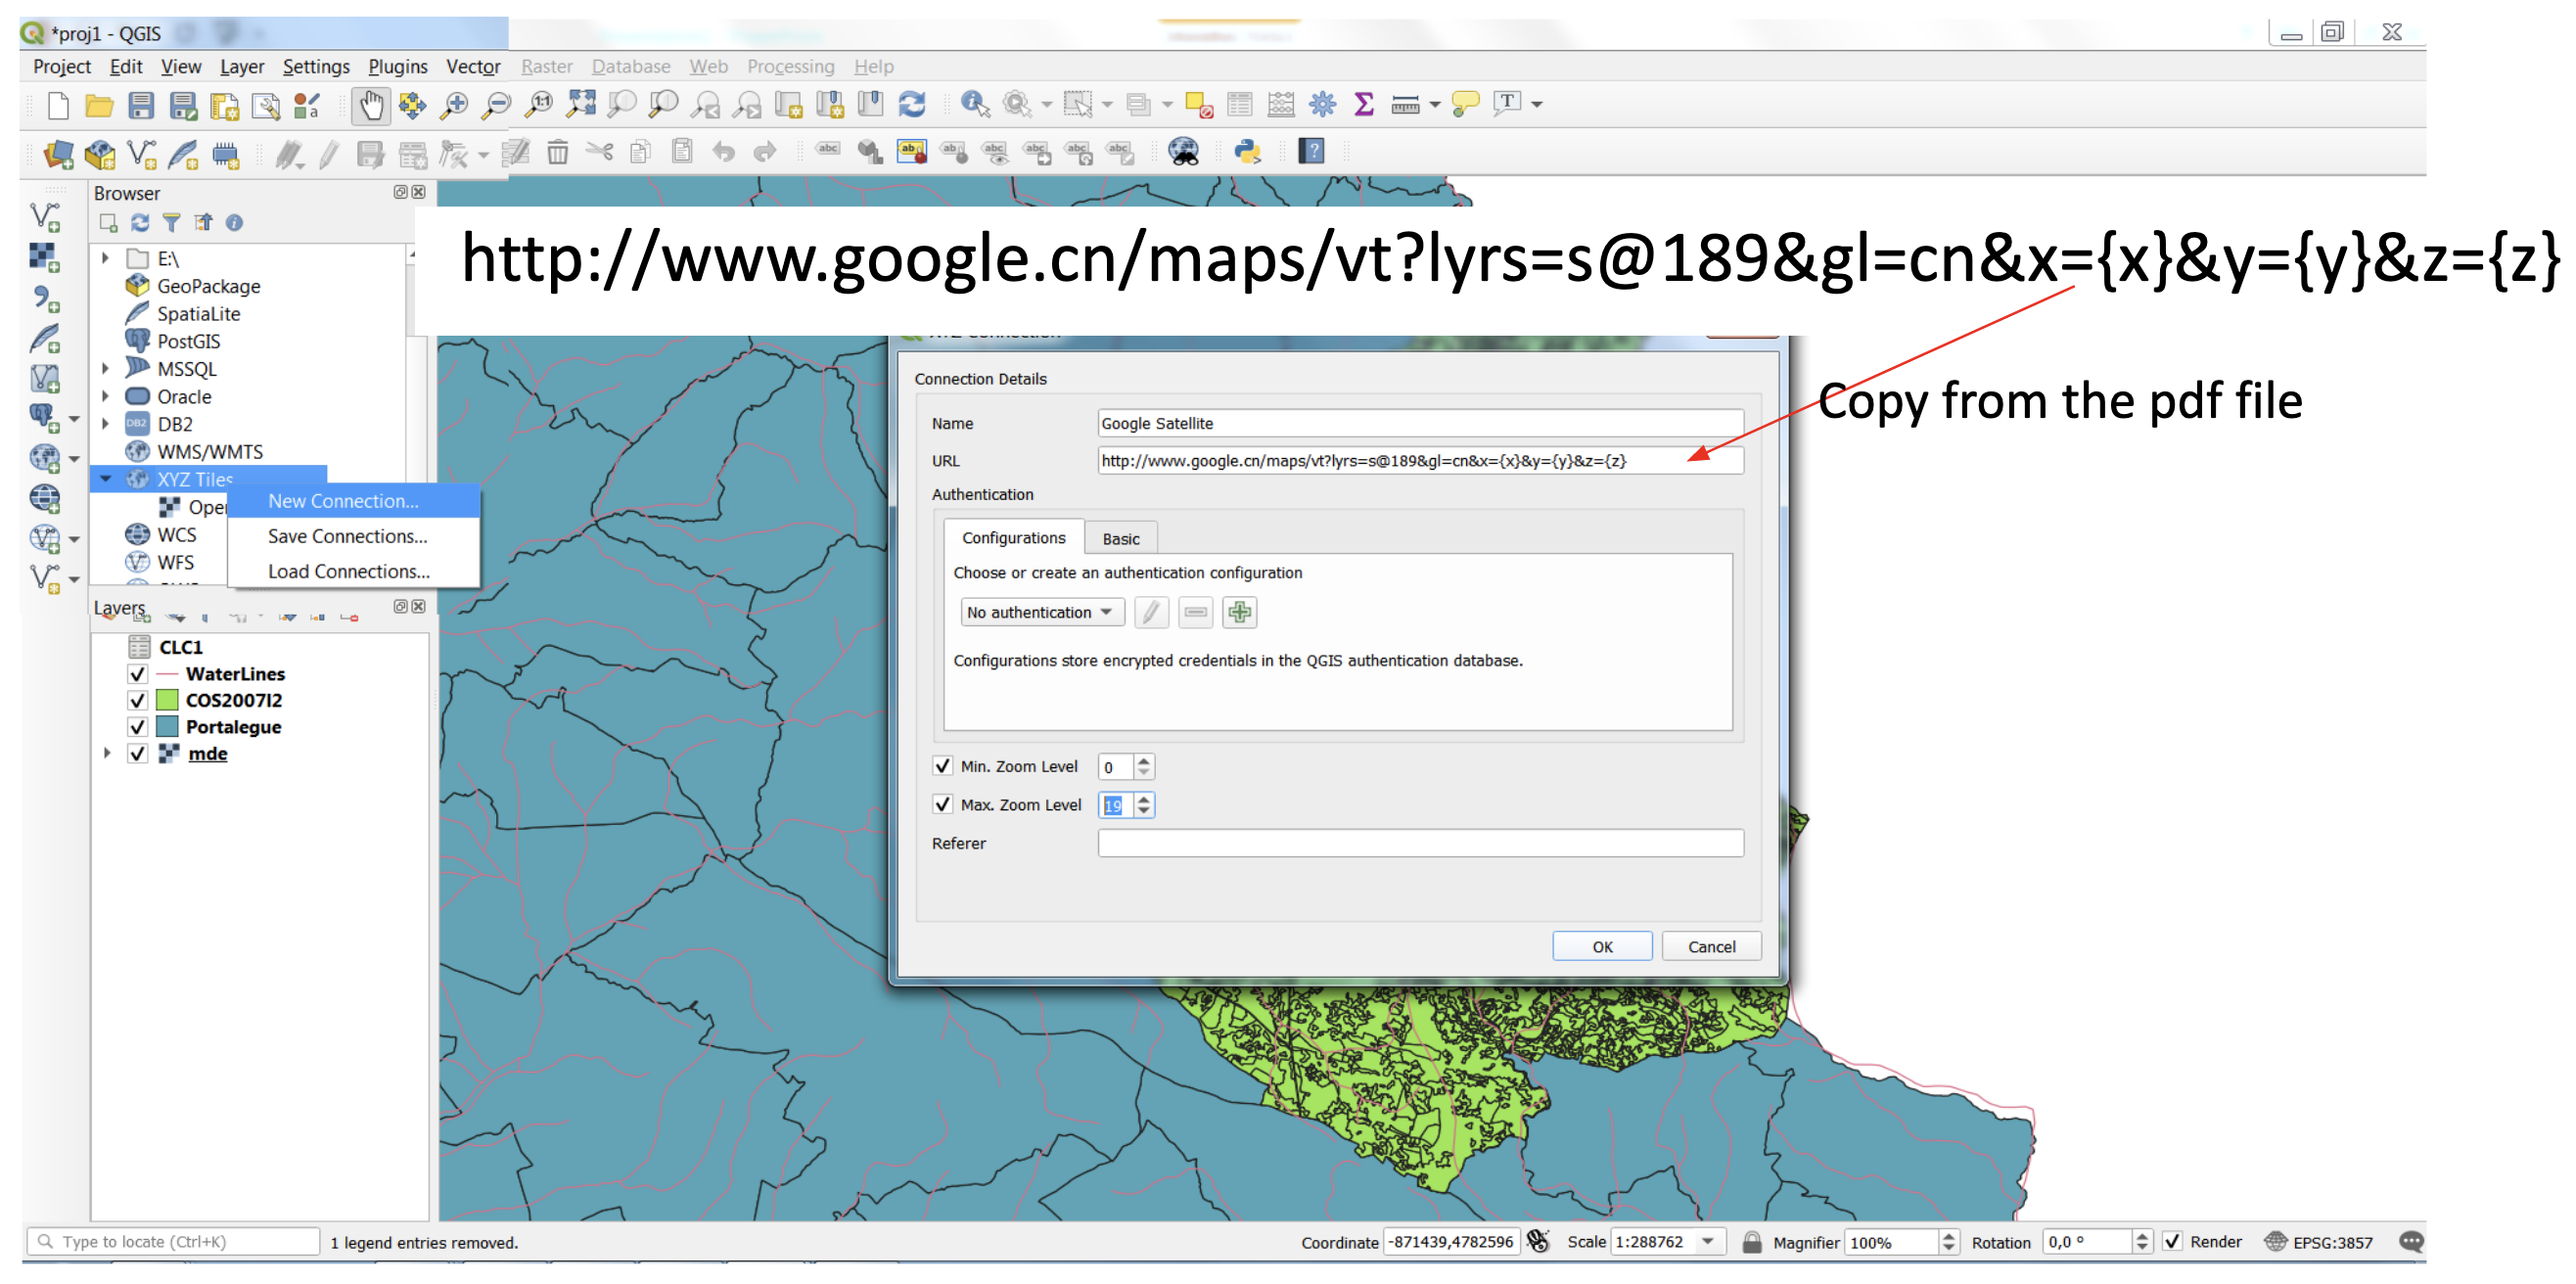 *proj1 - QGIS
Project Edit View Layer Settings Plugins Vector Raster Database Web Processing Help
Browser
http://www.google.cn/maps/vt?lyrs=s@189&gl=cn&x={x}&y={y}&z={z}
E:\
GeoPackage
SpatiaLite
PostGIS
MSSQL
Oracle
DB2
WMS/WMTS
XYZ Tiles
Ope
WCS
WFS
New Connection...
Save Connections...
Load Connections...
Connection Details
Name Google Satellite
URL http://www.google.cn/maps/vt?lyrs=s@189&gl=cn&x={x}&y={y}&z={z}
Copy from the pdf file
Authentication
Configurations Basic
Choose or create an authentication configuration
No authentication
Configurations store encrypted credentials in the QGIS authentication database.
Min. Zoom Level 0
Max. Zoom Level 19
Referer
OK Cancel
Layers
CLC1
WaterLines
COS2007l2
Portalegue
mde
Type to locate (Ctrl+K) 1 legend entries removed. Coordinate -871439,4782596 Scale 1:288762 Magnifier 100% Rotation 0,0 ° Render EPSG:3857